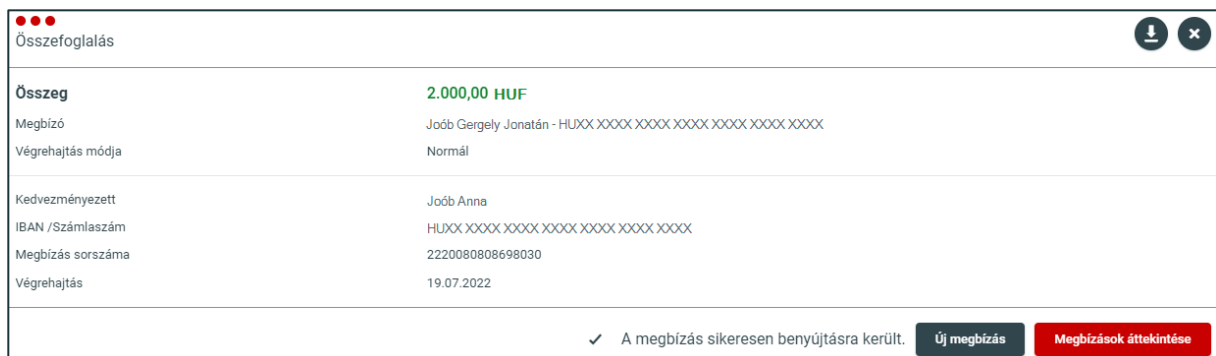 Összefoglalás
Összeg 2.000,00 HUF
Megbízó Joób Gergely Jonatán - HUXX XXXX XXXX XXXX XXXX XXXX XXXX
Végrehajtás módja Normál
Kedvezményezett Joób Anna
IBAN /Számlaszám HUXX XXXX XXXX XXXX XXXX XXXX XXXX
Megbízás sorszáma 2220080808698030
Végrehajtás 19.07.2022
✓ A megbízás sikeresen benyújtásra került. Új megbízás Megbízások áttekintése